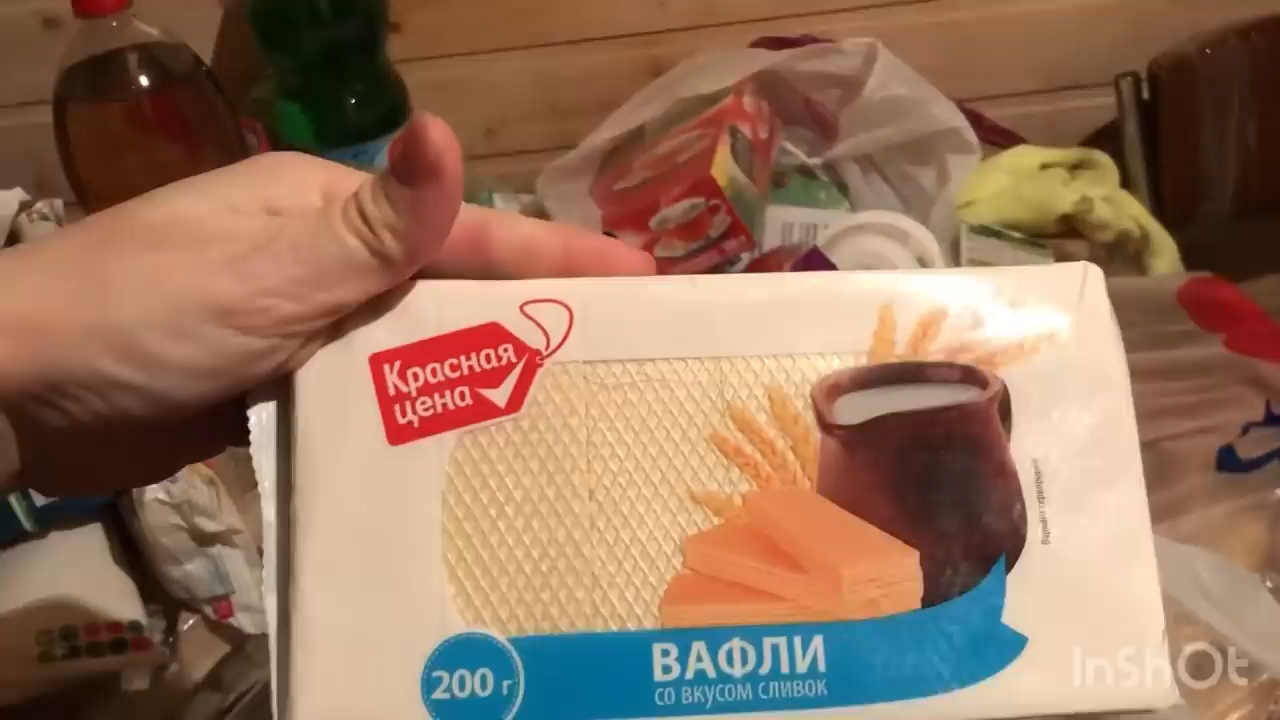 Красная
цена
200 г
ВАФЛИ
СО ВКУСОМ СЛИВОК
InShOt